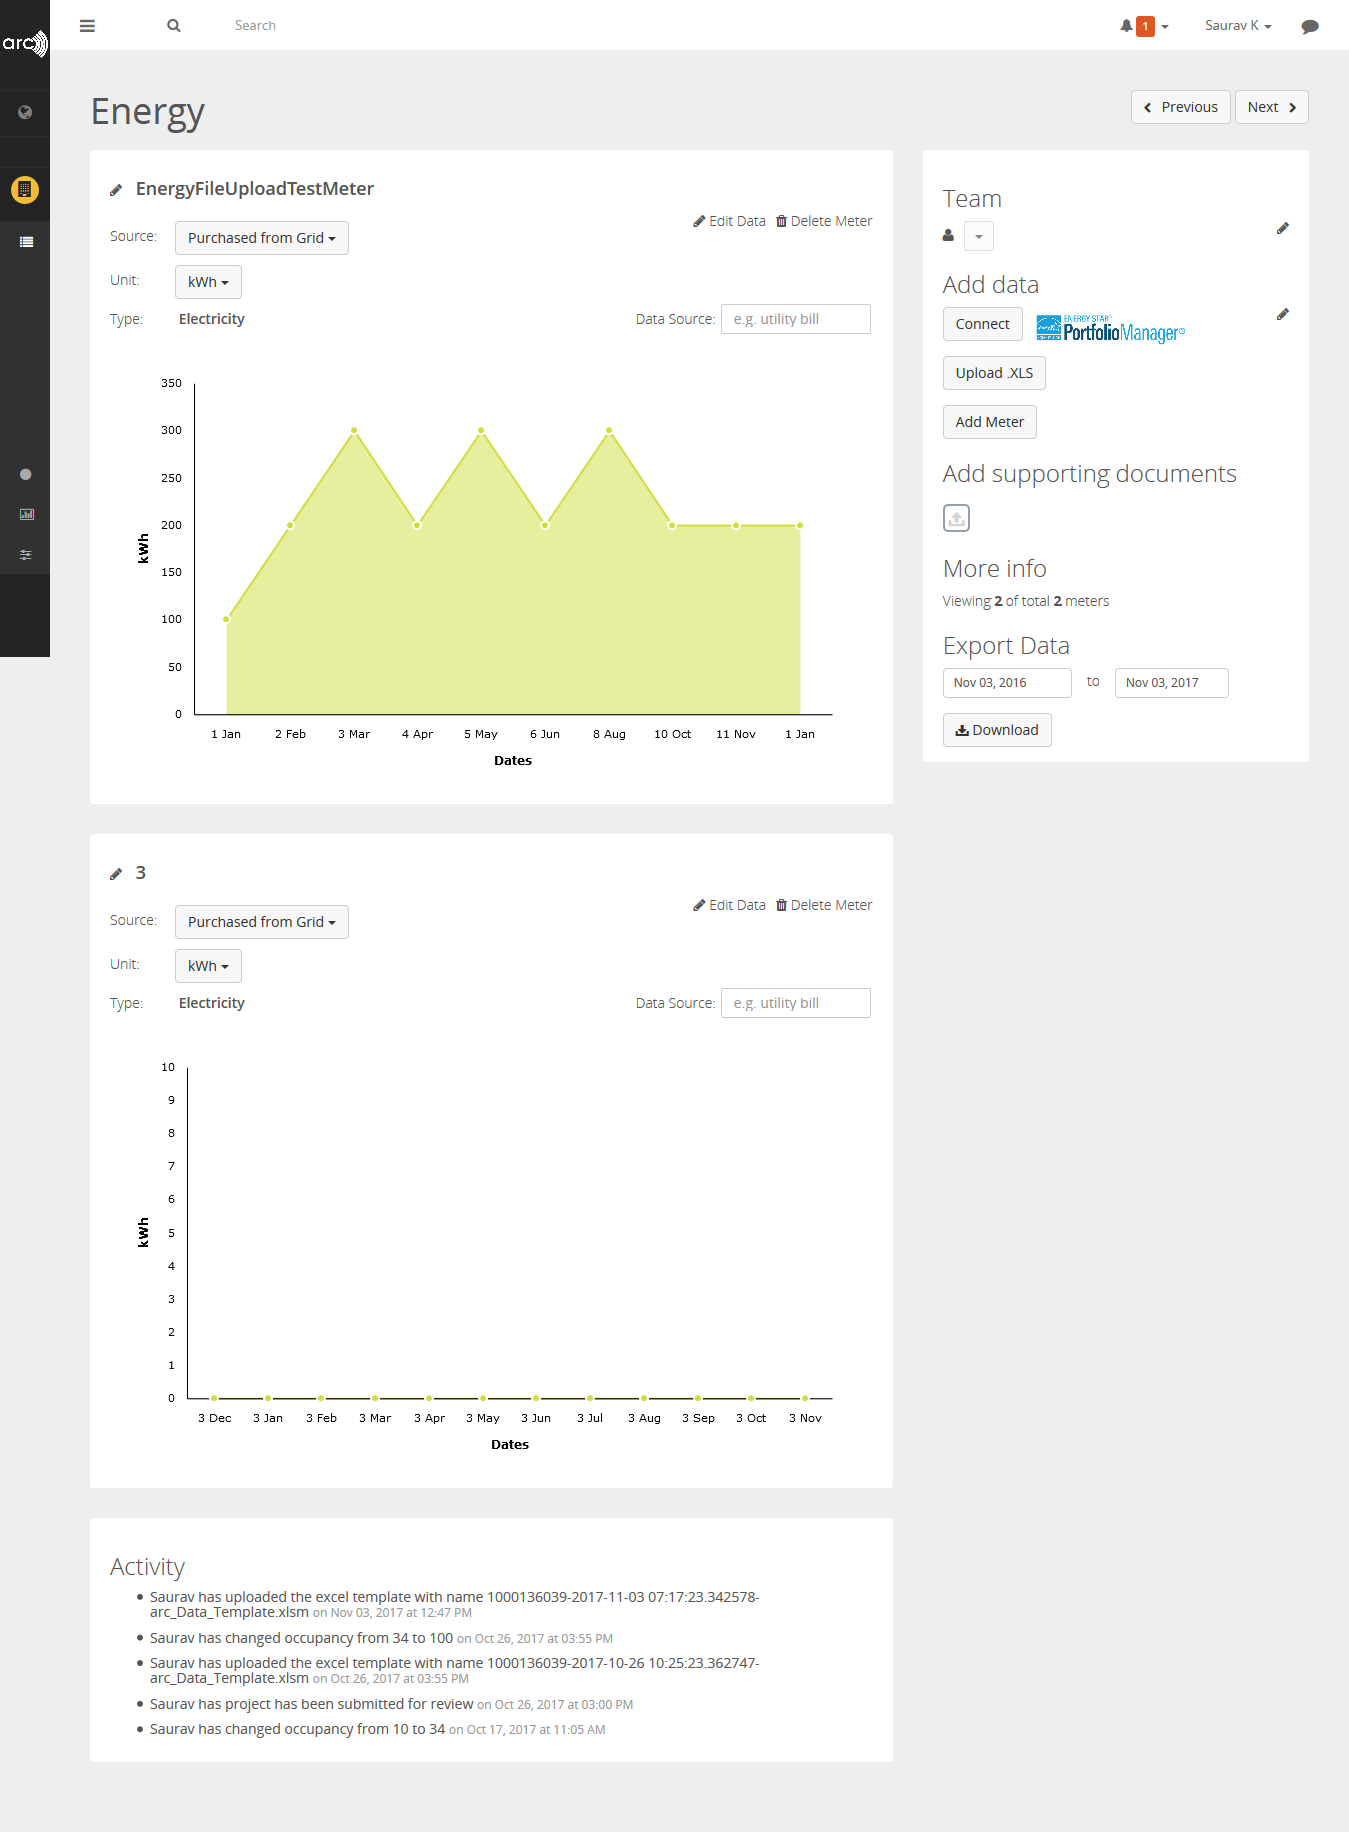 arc
Search
1
Saurav K
Energy
Previous
Next
EnergyFileUploadTestMeter
Edit Data
Delete Meter
Source:
Purchased from Grid
Unit:
kWh
Type:
Electricity
Data Source:
e.g. utility bill
350
300
250
200
150
100
50
0
kWh
1 Jan
2 Feb
3 Mar
4 Apr
5 May
6 Jun
8 Aug
10 Oct
11 Nov
1 Jan
Dates
3
Edit Data
Delete Meter
Source:
Purchased from Grid
Unit:
kWh
Type:
Electricity
Data Source:
e.g. utility bill
10
9
8
7
6
5
4
3
2
1
0
kWh
3 Dec
3 Jan
3 Feb
3 Mar
3 Apr
3 May
3 Jun
3 Jul
3 Aug
3 Sep
3 Oct
3 Nov
Dates
Activity
Saurav has uploaded the excel template with name 1000136039-2017-11-03 07:17:23.342578-
arc_Data_Template.xlsm on Nov 03, 2017 at 12:47 PM
Saurav has changed occupancy from 34 to 100 on Oct 26, 2017 at 03:55 PM
Saurav has uploaded the excel template with name 1000136039-2017-10-26 10:25:23.362747-
arc_Data_Template.xlsm on Oct 26, 2017 at 03:55 PM
Saurav has project has been submitted for review on Oct 26, 2017 at 03:00 PM
Saurav has changed occupancy from 10 to 34 on Oct 17, 2017 at 11:05 AM
Team
Add data
Connect
ENERGY STAR®
PortfolioManager®
Upload .XLS
Add Meter
Add supporting documents
More info
Viewing 2 of total 2 meters
Export Data
Nov 03, 2016
to
Nov 03, 2017
Download